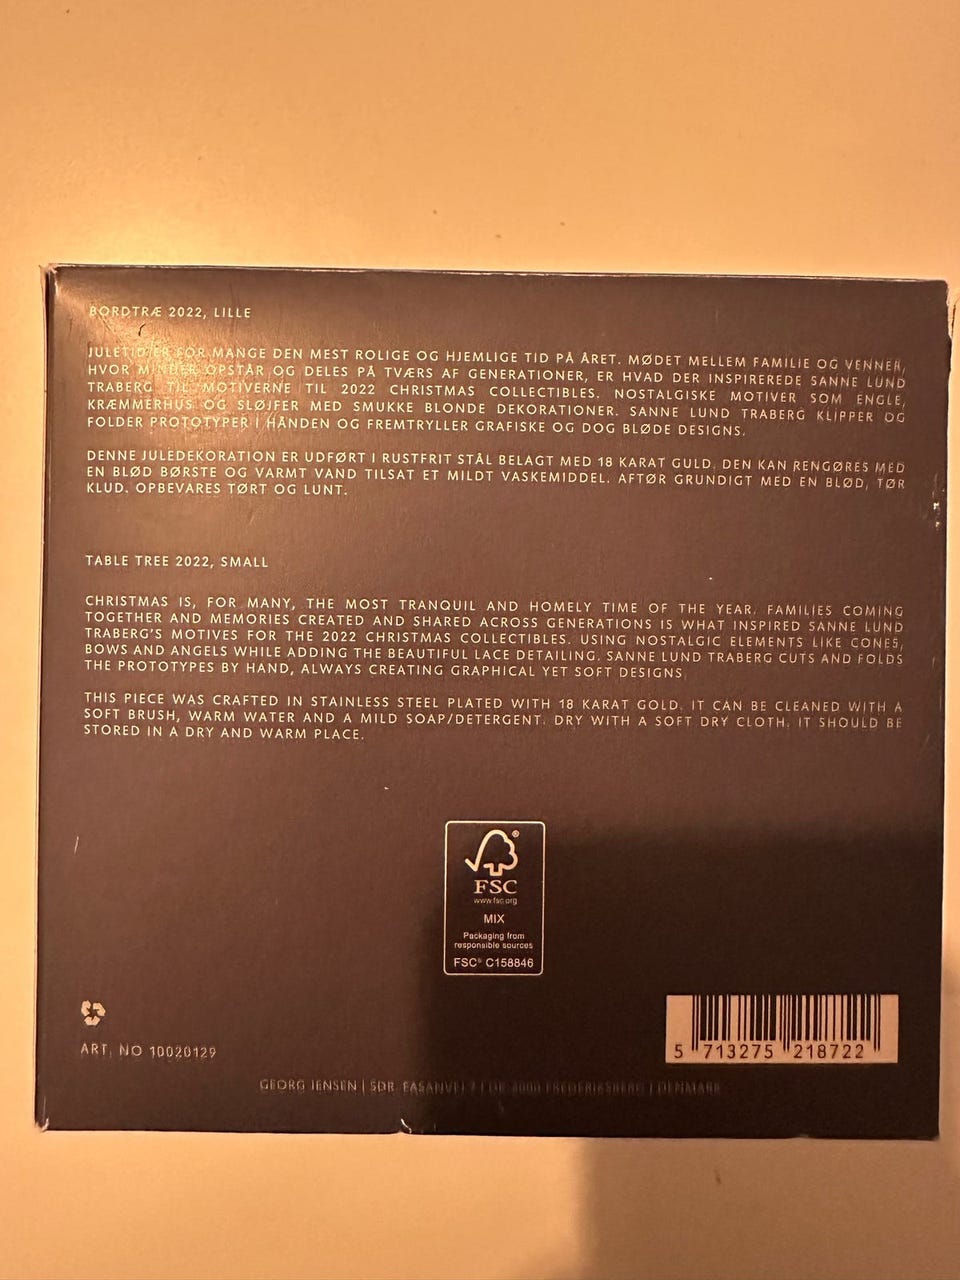 BORDTRÆ 2022, LILLE
JULETID ER FOR MANGE DEN MEST ROLIGE OG HJEMLIGE TID PÅ ÅRET. MØDET MELLEM FAMILIE OG VENNER,
HVOR MINDER OPSTÅR OG DELES PÅ TVÆRS AF GENERATIONER, ER HVAD DER INSPIREREDE SANNE LUND
TRABERG TIL MOTIVERNE TIL 2022 CHRISTMAS COLLECTIBLES. NOSTALGISKE MOTIVER SOM ENGLE,
KRÆMMERHUS OG SLØJFER MED SMUKKE BLONDE DEKORATIONER. SANNE LUND TRABERG KLIPPER OG
FOLDER PROTOTYPER I HÅNDEN OG FREMTRYLLER GRAFISKE OG DOG BLØDE DESIGNS.
DENNE JULEDEKORATION ER UDFØRT I RUSTFRIT STÅL BELAGT MED 18 KARAT GULD. DEN KAN RENGØRES MED
EN BLØD BØRSTE OG VARMT VAND TILSAT ET MILDT VASKEMIDDEL. AFTØR GRUNDIGT MED EN BLØD, TØR
KLUD. OPBEVARES TØRT OG LUNT.
TABLE TREE 2022, SMALL
CHRISTMAS IS, FOR MANY, THE MOST TRANQUIL AND HOMELY TIME OF THE YEAR. FAMILIES COMING
TOGETHER AND MEMORIES CREATED AND SHARED ACROSS GENERATIONS IS WHAT INSPIRED SANNE LUND
TRABERG'S MOTIVES FOR THE 2022 CHRISTMAS COLLECTIBLES. USING NOSTALGIC ELEMENTS LIKE CONES,
BOWS AND ANGELS WHILE ADDING THE BEAUTIFUL LACE DETAILING. SANNE LUND TRABERG CUTS AND FOLDS
THE PROTOTYPES BY HAND, ALWAYS CREATING GRAPHICAL YET SOFT DESIGNS.
THIS PIECE WAS CRAFTED IN STAINLESS STEEL PLATED WITH 18 KARAT GOLD. IT CAN BE CLEANED WITH A
SOFT BRUSH, WARM WATER AND A MILD SOAP/DETERGENT. DRY WITH A SOFT DRY CLOTH. IT SHOULD BE
STORED IN A DRY AND WARM PLACE.
FSC
www.fsc.org
MIX
Packaging from
responsible sources
FSC® C158846
ART. NO 10020129
5 713275 218722
GEORG JENSEN | SDR. FASANVEJ 7 | DK 2000 FREDERIKSBERG | DENMARK